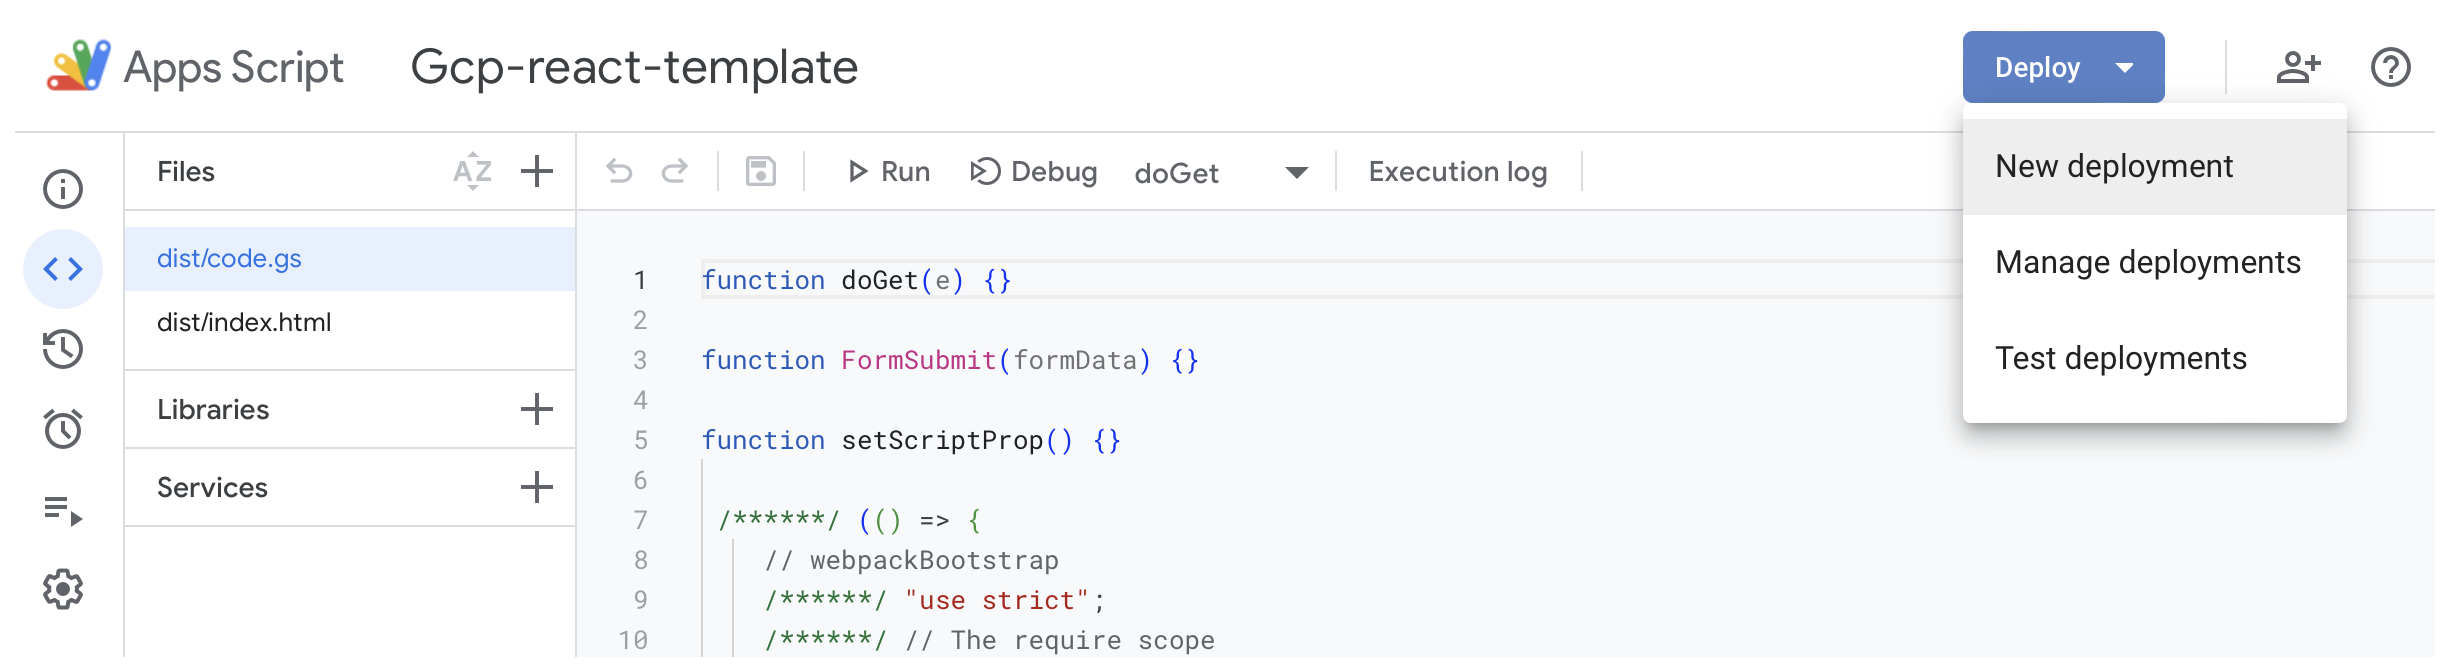 Apps Script
Gcp-react-template
Deploy
New deployment
Manage deployments
Test deployments
Files
AZ
Run
Debug
doGet
Execution log
dist/code.gs
dist/index.html
Libraries
Services
1 function doGet(e) {}
2
3 function FormSubmit(formData) {}
4
5 function setScriptProp() {}
6
7 /******/ (() => {
8 // webpackBootstrap
9 /******/ "use strict";
10 /******/ // The require scope